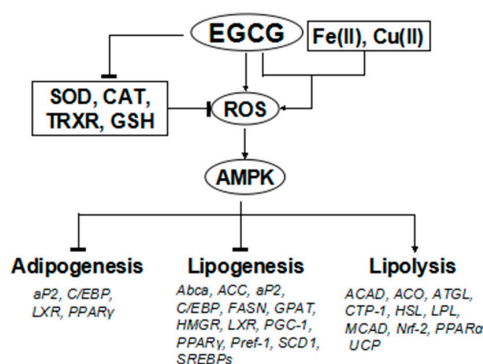 EGCG
Fe(II), Cu(II)
SOD, CAT,
TRXR, GSH
ROS
AMPK
Adipogenesis
aP2, C/EBP,
LXR, PPARγ
Lipogenesis
Abca, ACC, aP2,
C/EBP, FASN, GPAT,
HMGR, LXR, PGC-1,
PPARγ, Pref-1, SCD1,
SREBPs
Lipolysis
ACAD, ACO, ATGL,
CTP-1, HSL, LPL,
MCAD, Nrf-2, PPARα
UCP